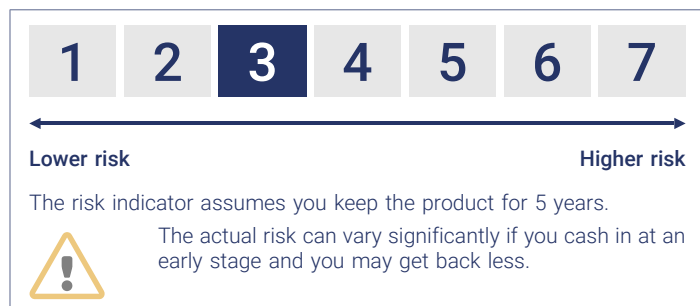 1 2 3 4 5 6 7
Lower risk Higher risk
The risk indicator assumes you keep the product for 5 years.
The actual risk can vary significantly if you cash in at an
early stage and you may get back less.